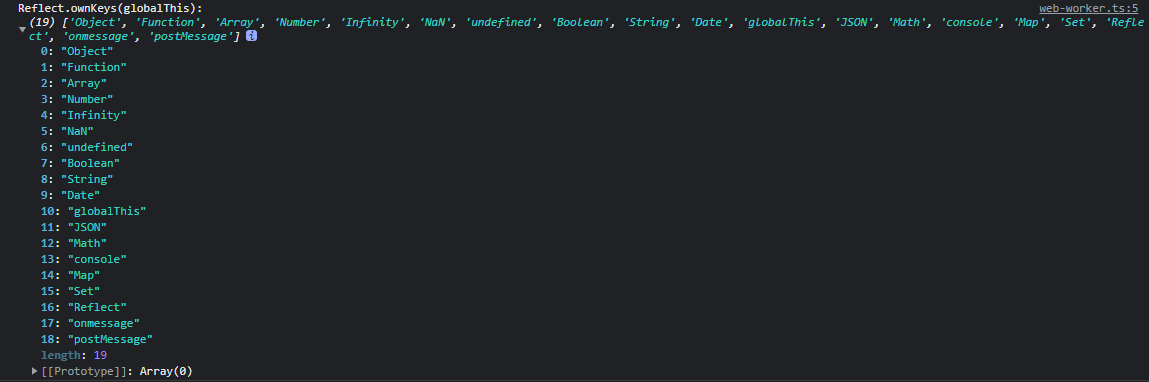 Reflect.ownKeys(globalThis): web-worker.ts:5
(19) ['Object', 'Function', 'Array', 'Number', 'Infinity', 'NaN', 'undefined', 'Boolean', 'String', 'Date', 'globalThis', 'JSON', 'Math', 'console', 'Map', 'Set', 'Refle
ct', 'onmessage', 'postMessage'] i
0: "Object"
1: "Function"
2: "Array"
3: "Number"
4: "Infinity"
5: "NaN"
6: "undefined"
7: "Boolean"
8: "String"
9: "Date"
10: "globalThis"
11: "JSON"
12: "Math"
13: "console"
14: "Map"
15: "Set"
16: "Reflect"
17: "onmessage"
18: "postMessage"
length: 19
[[Prototype]]: Array(0)